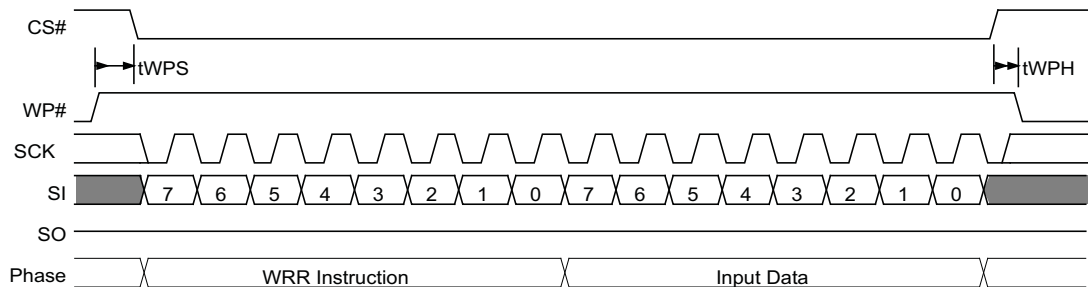 CS#
tWPS tWPH
WP#
SCK
SI 7 6 5 4 3 2 1 0 7 6 5 4 3 2 1 0
SO
Phase WRR Instruction Input Data